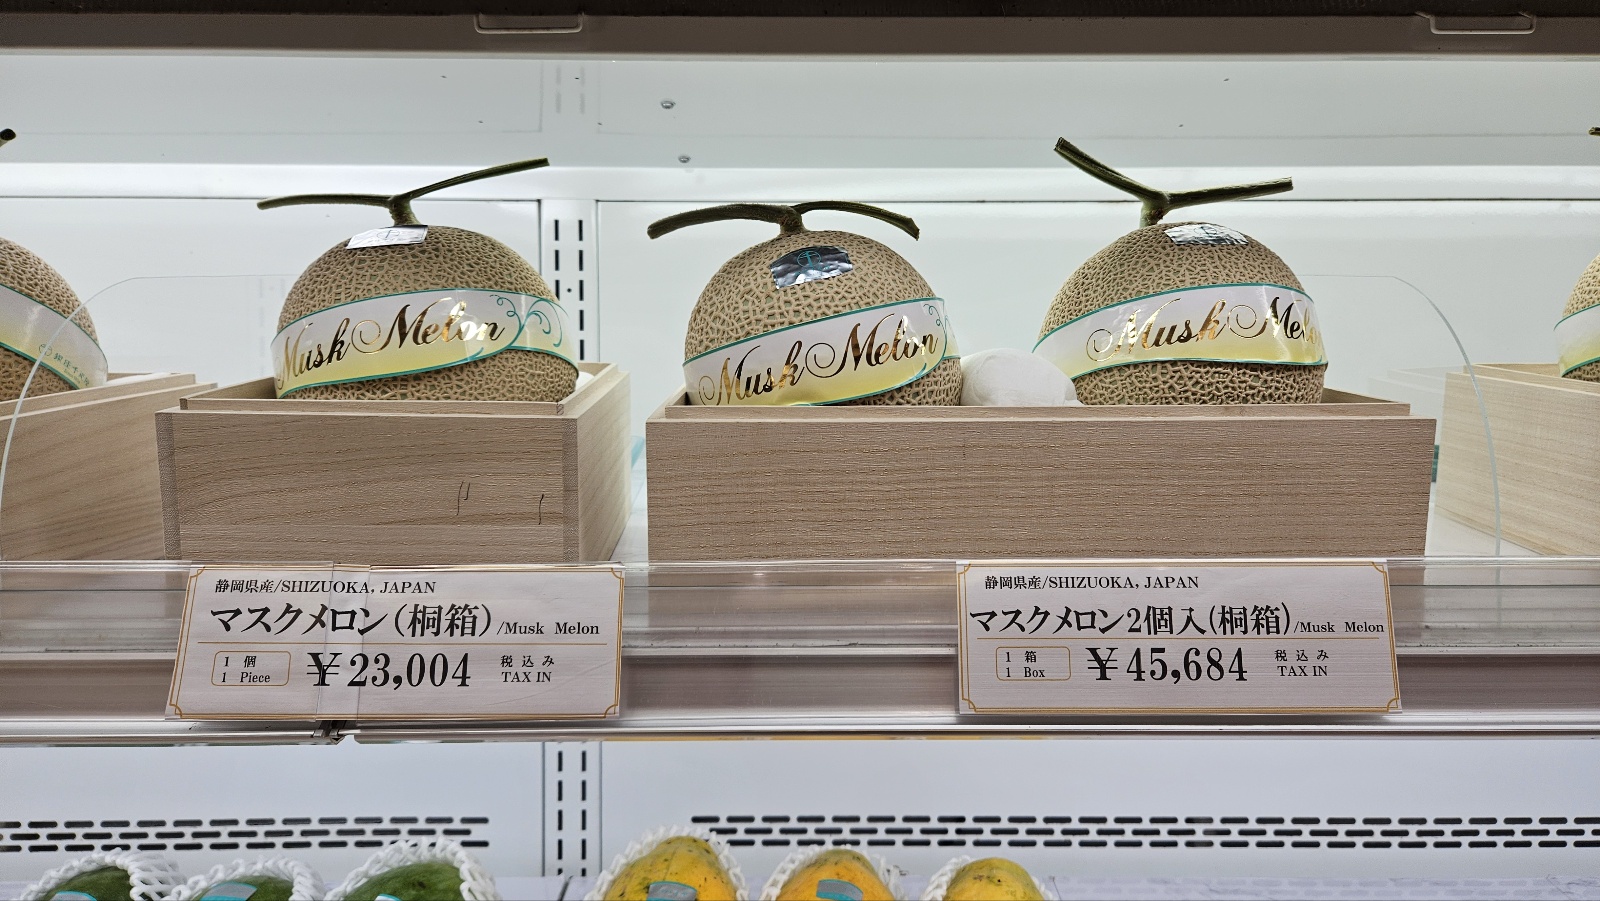 Musk Melon
Musk Melon
Musk Melo
静岡県産/SHIZUOKA, JAPAN
マスクメロン(桐箱)/Musk Melon
1 個
1 Piece
¥23,004
税込み
TAX IN
静岡県産/SHIZUOKA, JAPAN
マスクメロン2個入(桐箱)/Musk Melon
1 箱
1 Box
¥45,684
税込み
TAX IN